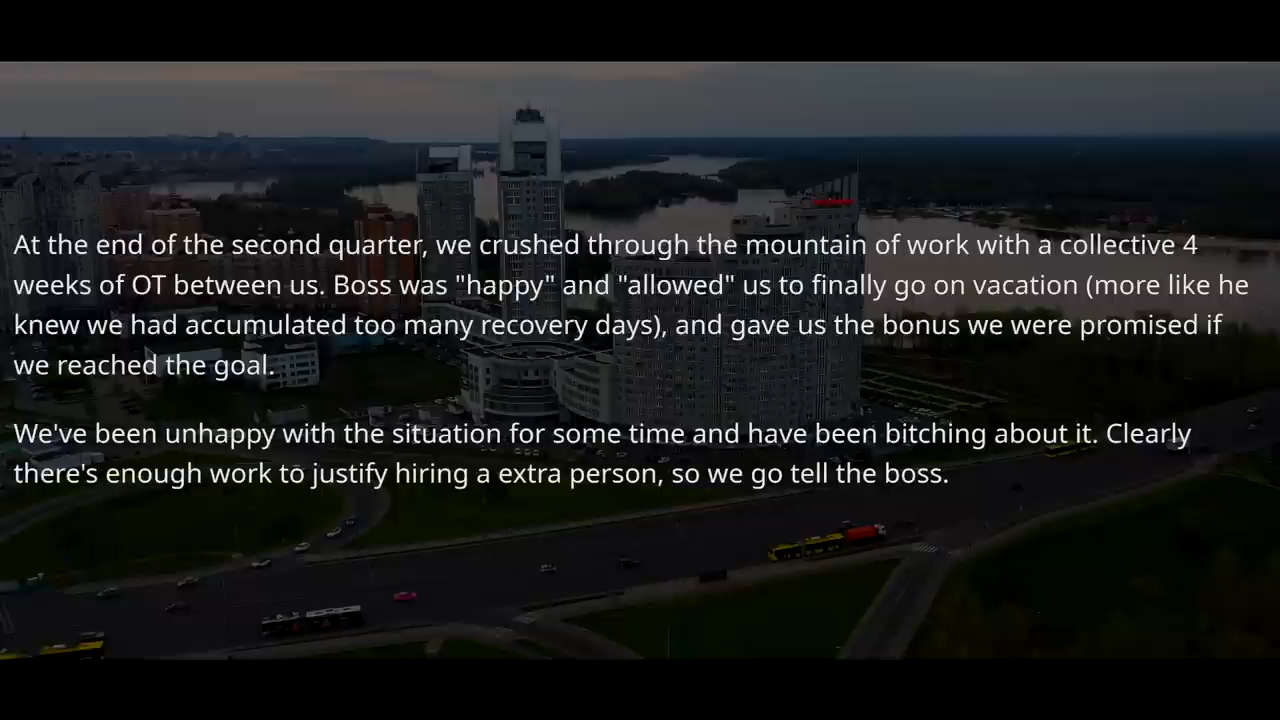 At the end of the second quarter, we crushed through the mountain of work with a collective 4
weeks of OT between us. Boss was "happy" and "allowed" us to finally go on vacation (more like he
knew we had accumulated too many recovery days), and gave us the bonus we were promised if
we reached the goal.
We've been unhappy with the situation for some time and have been bitching about it. Clearly
there's enough work to justify hiring a extra person, so we go tell the boss.